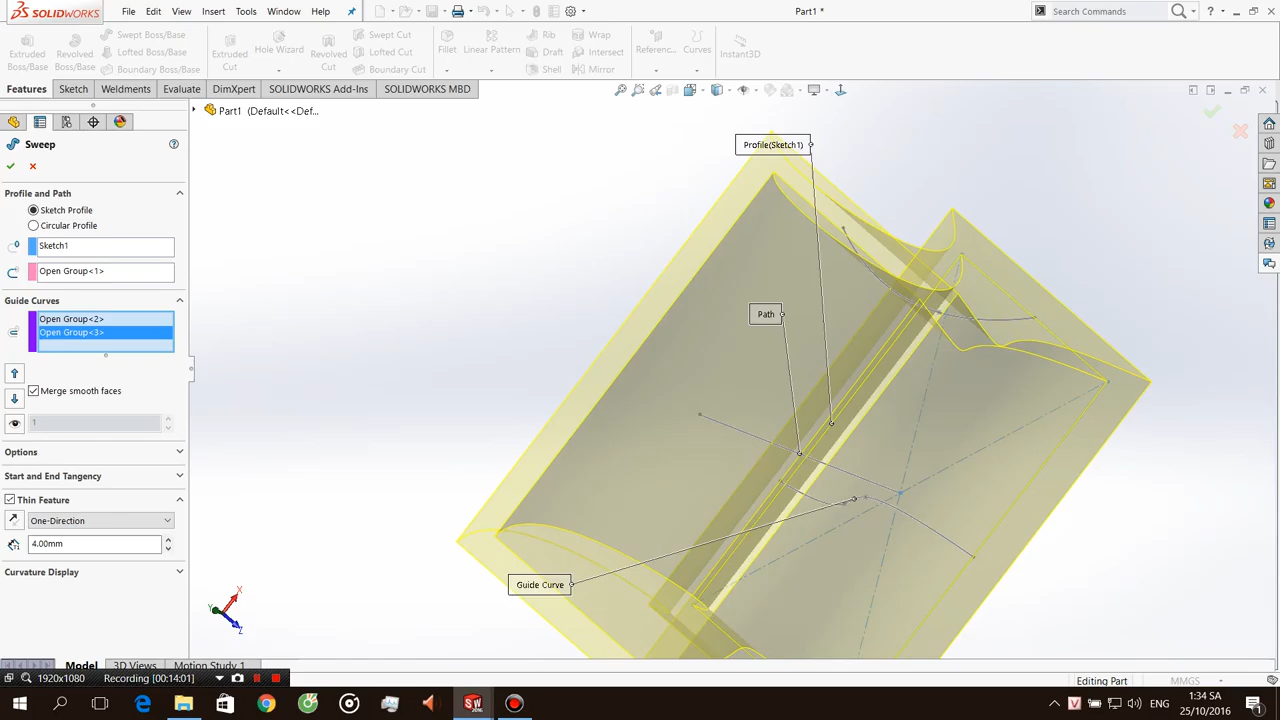 SOLIDWORKS File Edit View Insert Tools Window Help Part1 * Search Commands
Extruded Boss/Base
Revolved Boss/Base
Swept Boss/Base
Lofted Boss/Base
Boundary Boss/Base
Extruded Cut
Hole Wizard
Revolved Cut
Swept Cut
Lofted Cut
Boundary Cut
Fillet
Linear Pattern
Rib
Draft
Shell
Wrap
Intersect
Mirror
Referenc...
Curves
Instant3D
Features Sketch Weldments Evaluate DimXpert SOLIDWORKS Add-Ins SOLIDWORKS MBD
Part1 (Default<<Def...
Sweep
Profile and Path
Sketch Profile
Circular Profile
Sketch1
Open Group<1>
Guide Curves
Open Group<2>
Open Group<3>
Merge smooth faces
1
Options
Start and End Tangency
Thin Feature
One-Direction
4.00mm
Curvature Display
Profile(Sketch1)
Path
Guide Curve
X
Y
Z
Model 3D Views Motion Study 1
1920x1080 Recording [00:14:01]
Editing Part MMGS
ENG 1:34 SA
25/10/2016